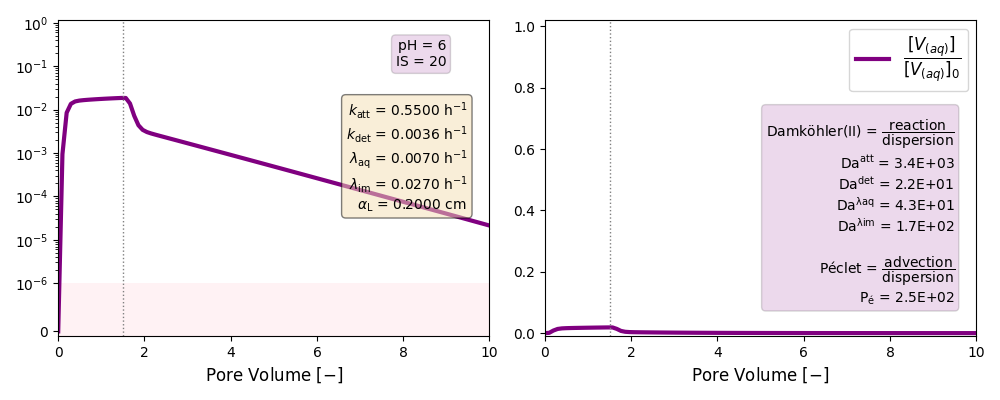 10⁰
10⁻¹
10⁻²
10⁻³
10⁻⁴
10⁻⁵
10⁻⁶
0
0 2 4 6 8 10
Pore Volume [−]
pH = 6
IS = 20
k_att = 0.5500 h⁻¹
k_det = 0.0036 h⁻¹
λ_aq = 0.0070 h⁻¹
λ_im = 0.0270 h⁻¹
α_L = 0.2000 cm
1.0
0.8
0.6
0.4
0.2
0.0
0 2 4 6 8 10
Pore Volume [−]
[V_(aq)]
[V_(aq)]₀
Damköhler(II) = reaction
dispersion
Da^att = 3.4E+03
Da^det = 2.2E+01
Da^λaq = 4.3E+01
Da^λim = 1.7E+02
Péclet = advection
dispersion
P_é = 2.5E+02